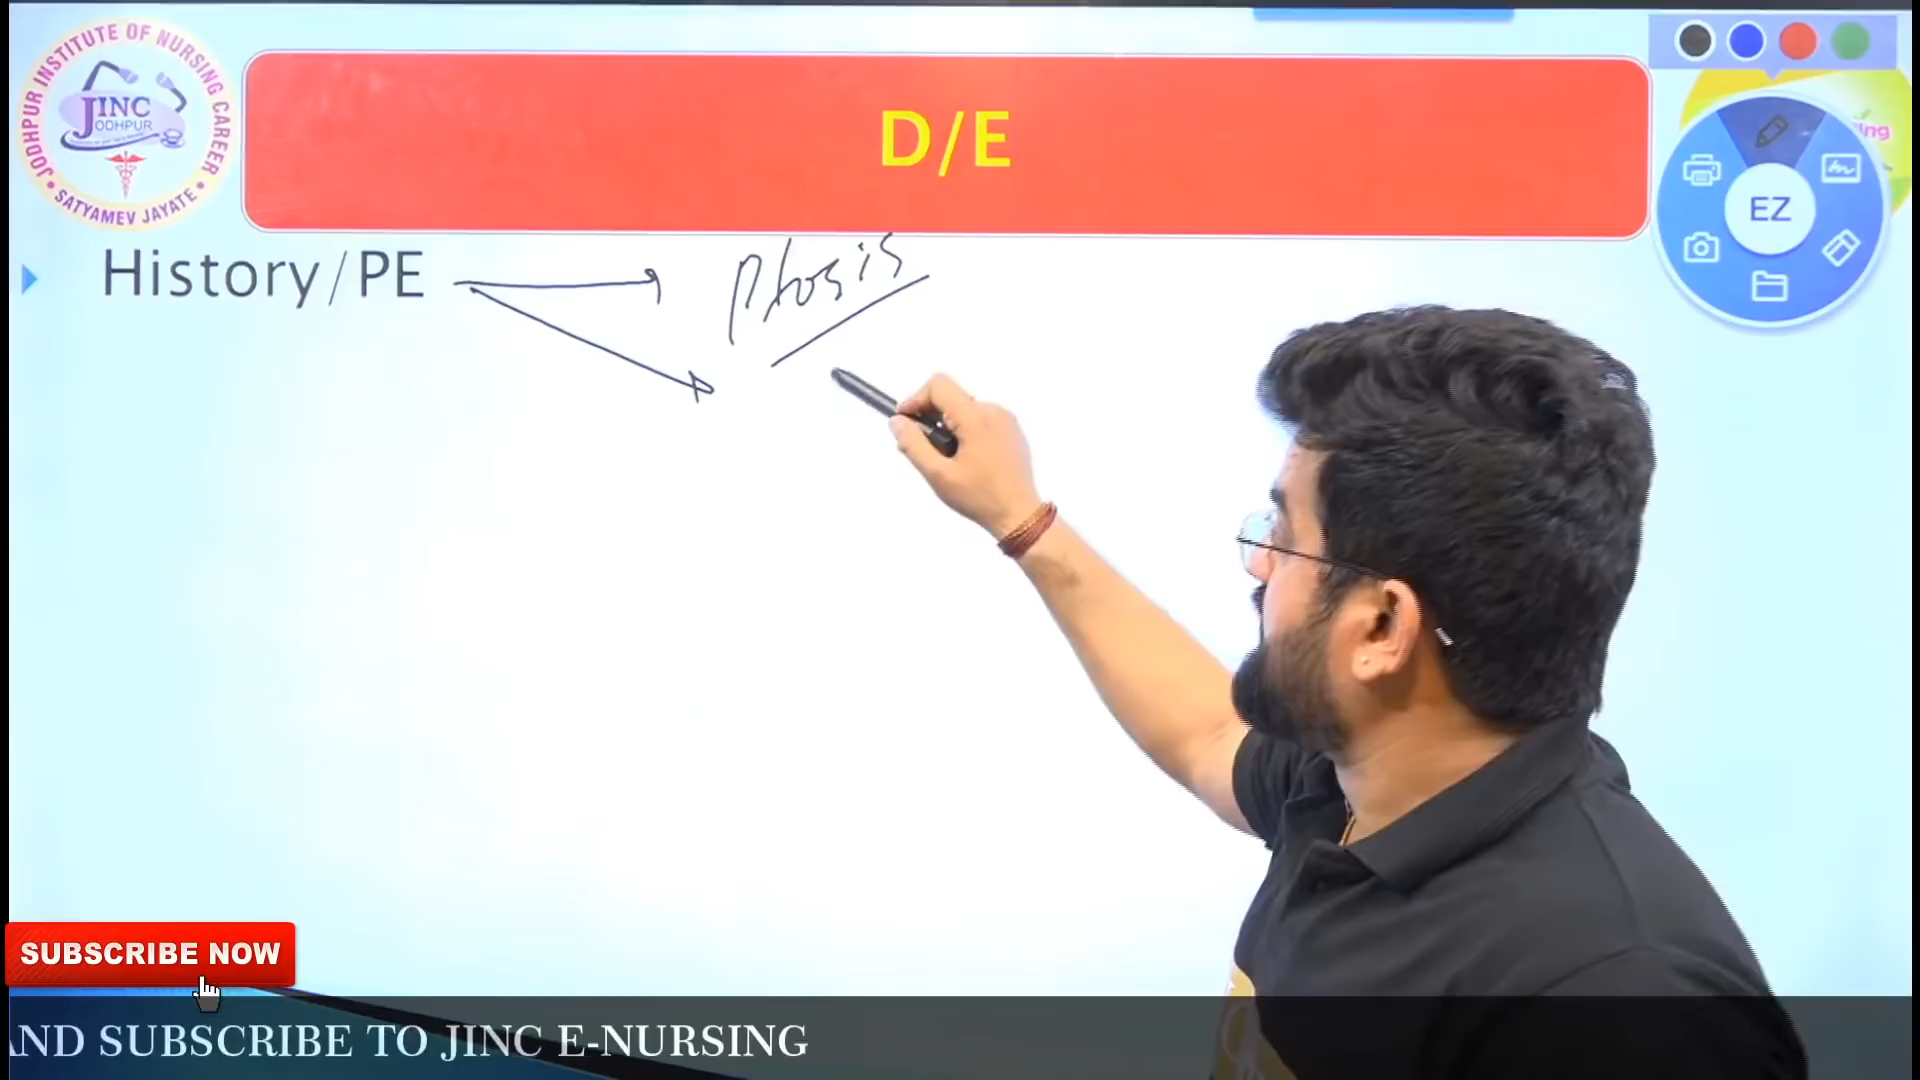 JODHPUR INSTITUTE OF NURSING CAREER
JINC
JODHPUR
• SATYAMEV JAYATE •
D/E
EZ
History/PE
Ptosis
SUBSCRIBE NOW
AND SUBSCRIBE TO JINC E-NURSING